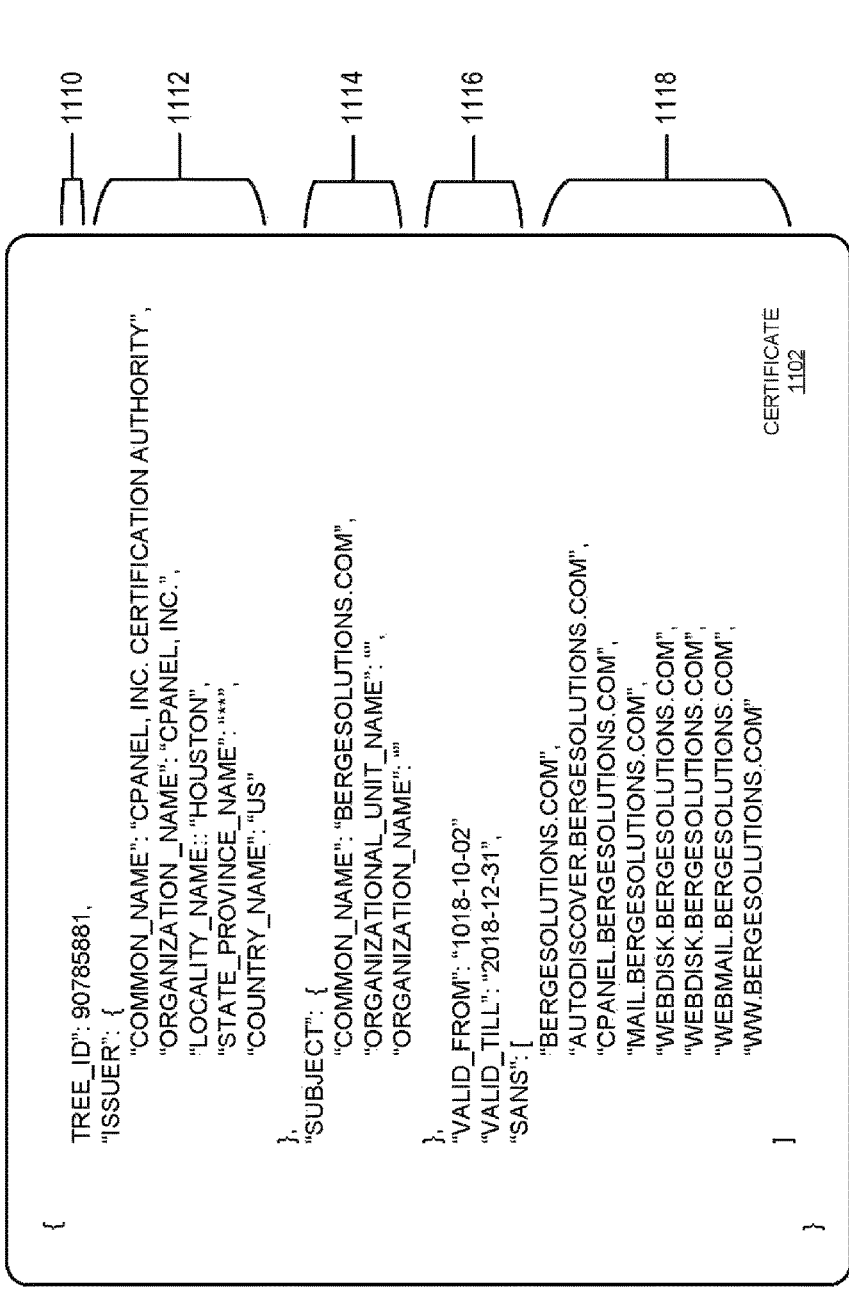 {
TREE_ID”: 90785881,
“ISSUER”: {
“COMMON_NAME”: “CPANEL, INC. CERTIFICATION AUTHORITY”,
“ORGANIZATION_NAME”: “CPANEL, INC.”,
“LOCALITY_NAME:: “HOUSTON”,
“STATE_PROVINCE_NAME”: “**”,
“COUNTRY_NAME”: “US”
},
“SUBJECT”: {
“COMMON_NAME”: “BERGESOLUTIONS.COM”,
“ORGANIZATIONAL_UNIT_NAME”: “”,
“ORGANIZATION_NAME”: “”
},
“VALID_FROM”: “1018-10-02”
“VALID_TILL”: “2018-12-31”,
“SANS”: [
“BERGESOLUTIONS.COM”,
“AUTODISCOVER.BERGESOLUTIONS.COM”,
“CPANEL.BERGESOLUTIONS.COM”,
“MAIL.BERGESOLUTIONS.COM”,
“WEBDISK.BERGESOLUTIONS.COM”,
“WEBDISK.BERGESOLUTIONS.COM”,
“WEBMAIL.BERGESOLUTIONS.COM”,
“WW.BERGESOLUTIONS.COM”
]
}
CERTIFICATE
1102
1110
1112
1114
1116
1118